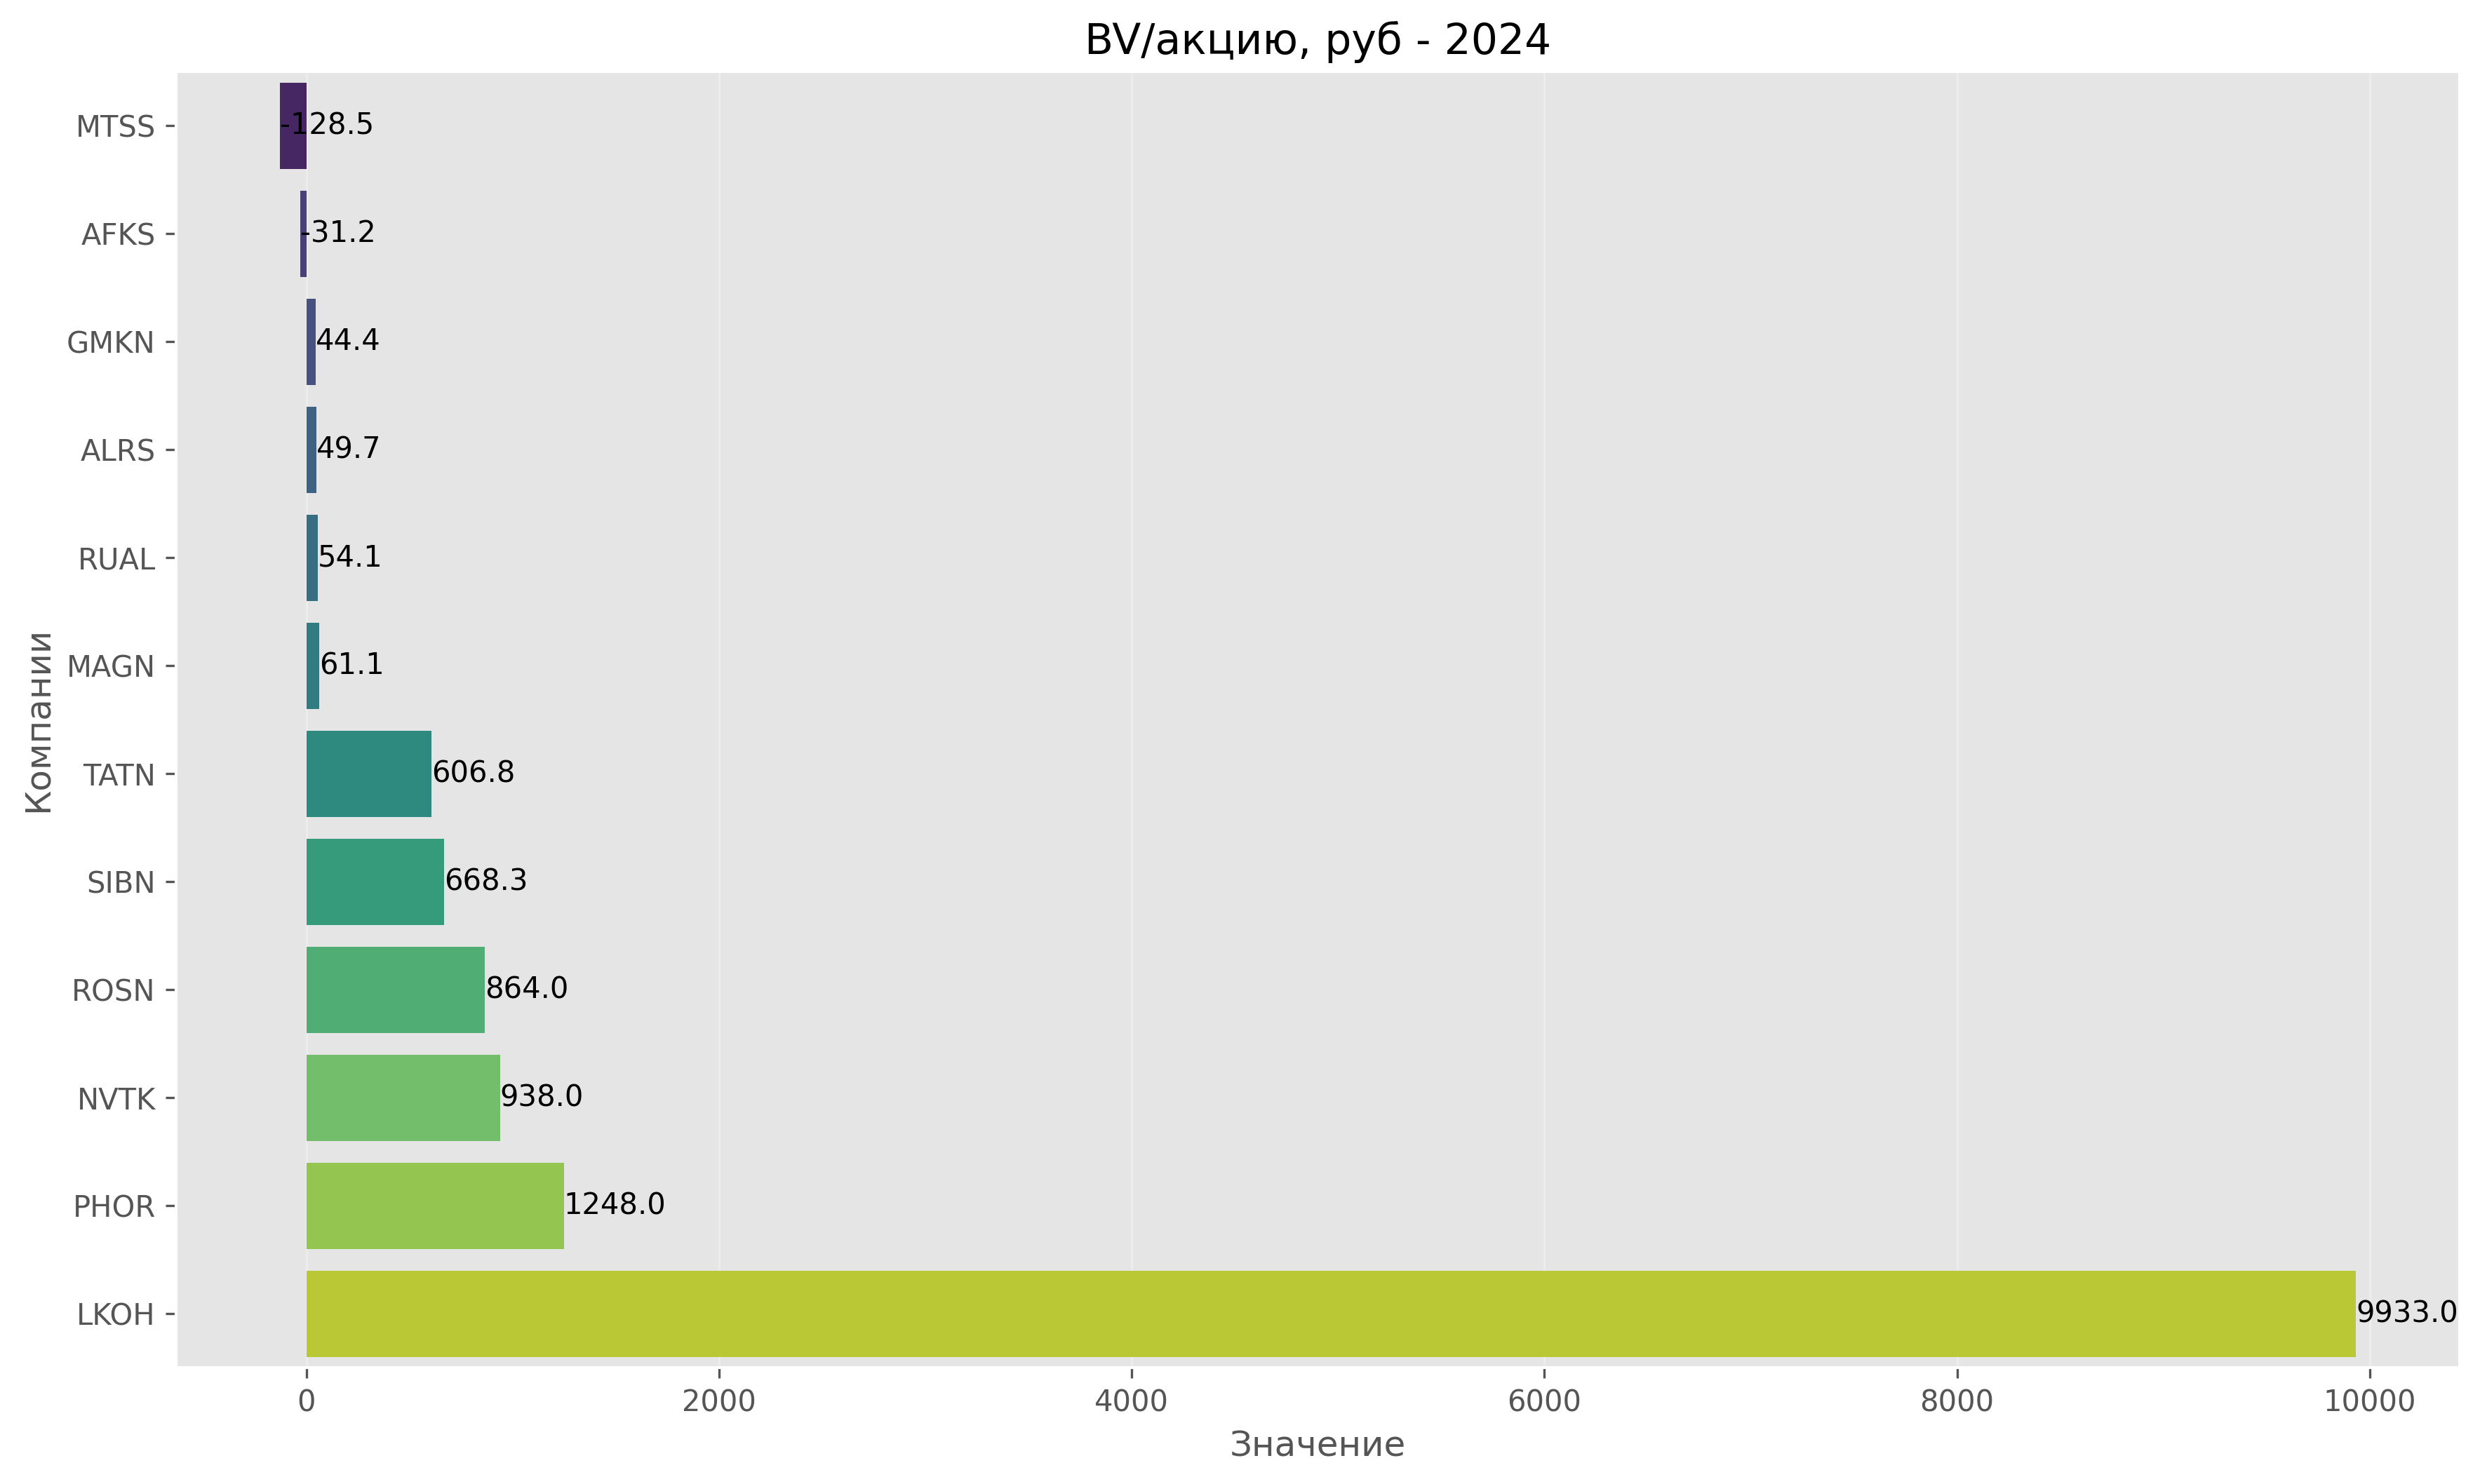 BV/акцию, руб - 2024
Компании
MTSS -128.5
AFKS -31.2
GMKN 44.4
ALRS 49.7
RUAL 54.1
MAGN 61.1
TATN 606.8
SIBN 668.3
ROSN 864.0
NVTK 938.0
PHOR 1248.0
LKOH 9933.0
0 2000 4000 6000 8000 10000
Значение